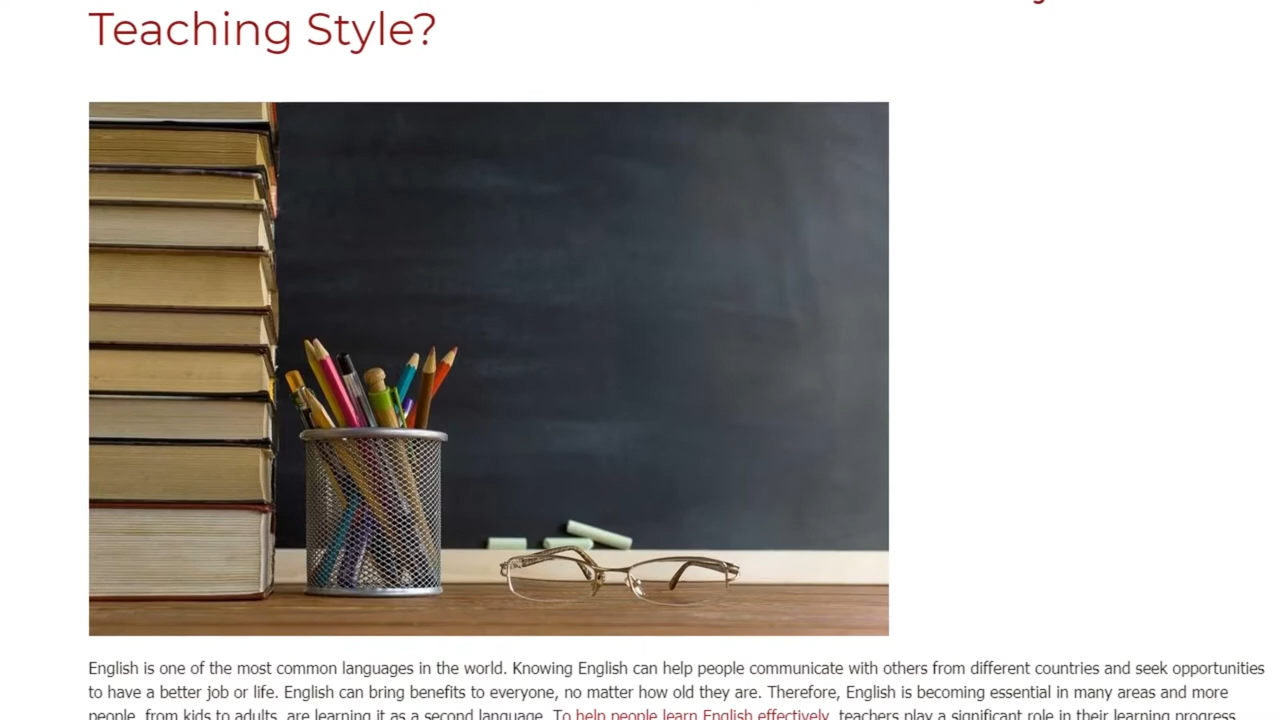 Teaching Style?
English is one of the most common languages in the world. Knowing English can help people communicate with others from different countries and seek opportunities
to have a better job or life. English can bring benefits to everyone, no matter how old they are. Therefore, English is becoming essential in many areas and more
people, from kids to adults, are learning it as a second language. To help people learn English effectively, teachers play a significant role in their learning progress.